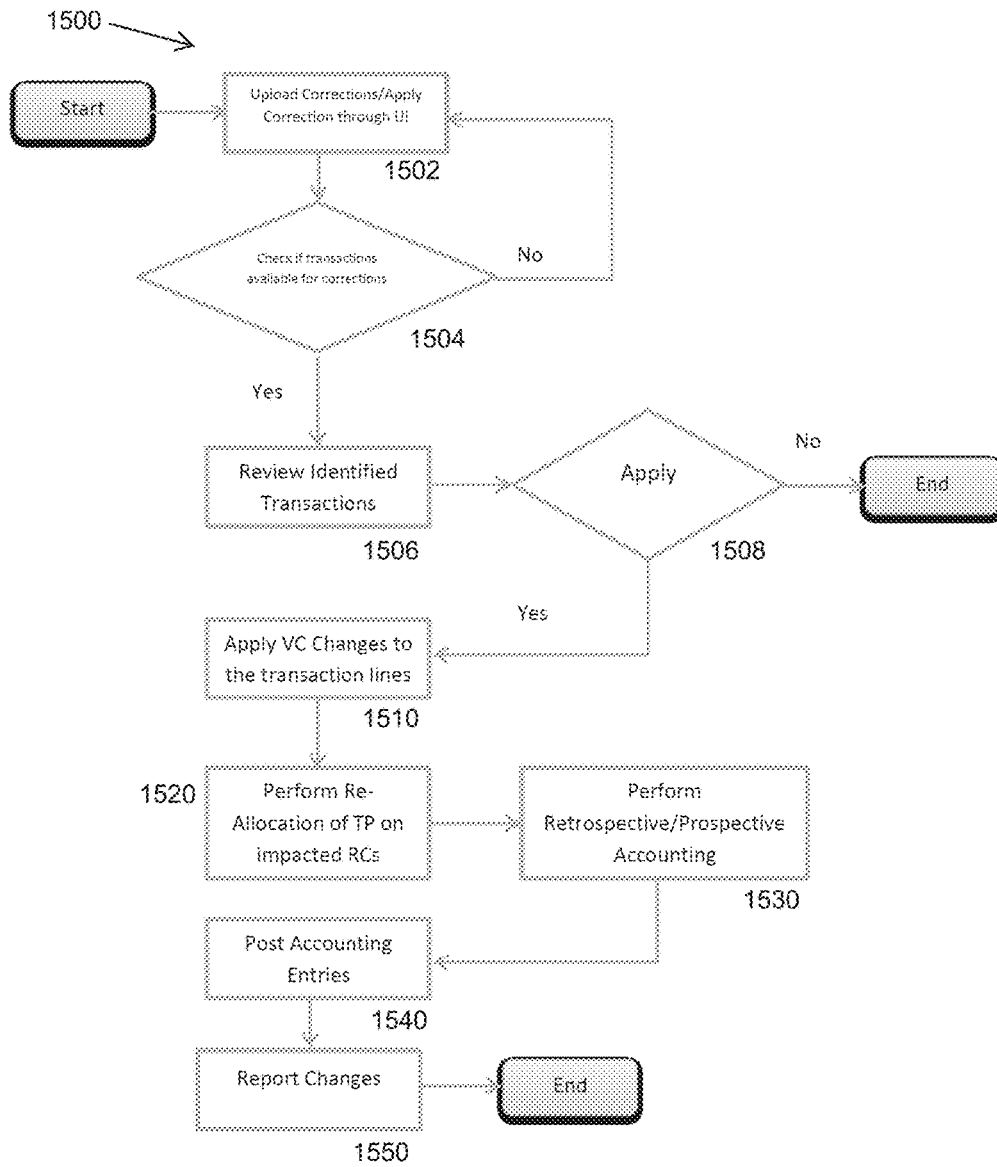 1500
Start
Upload Corrections/Apply
Correction through UI
1502
Check if transactions
available for corrections
No
1504
Yes
Review Identified
Transactions
1506
Apply
No
1508
End
Yes
Apply VC Changes to
the transaction lines
1510
1520
Perform Re-
Allocation of TP on
impacted RCs
Perform
Retrospective/Prospective
Accounting
1530
Post Accounting
Entries
1540
Report Changes
1550
End